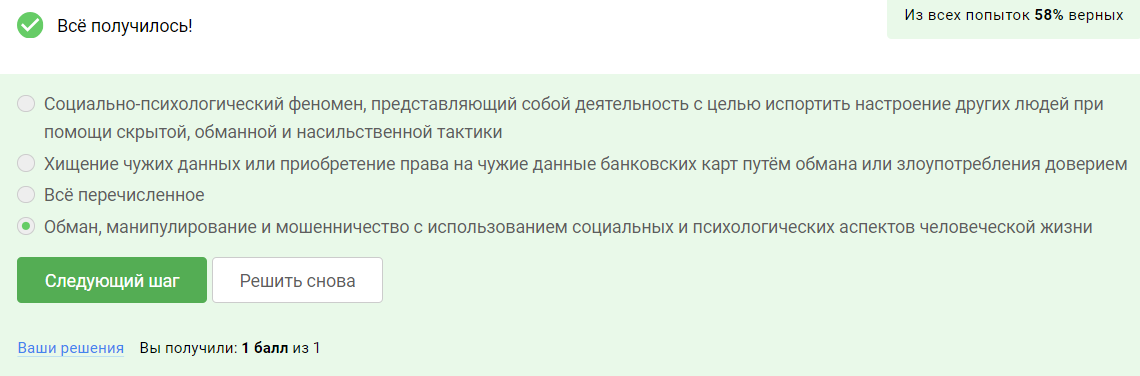 Всё получилось!
Из всех попыток 58% верных
Социально-психологический феномен, представляющий собой деятельность с целью испортить настроение других людей при
помощи скрытой, обманной и насильственной тактики
Хищение чужих данных или приобретение права на чужие данные банковских карт путём обмана или злоупотребления доверием
Всё перечисленное
Обман, манипулирование и мошенничество с использованием социальных и психологических аспектов человеческой жизни
Следующий шаг
Решить снова
Ваши решения Вы получили: 1 балл из 1